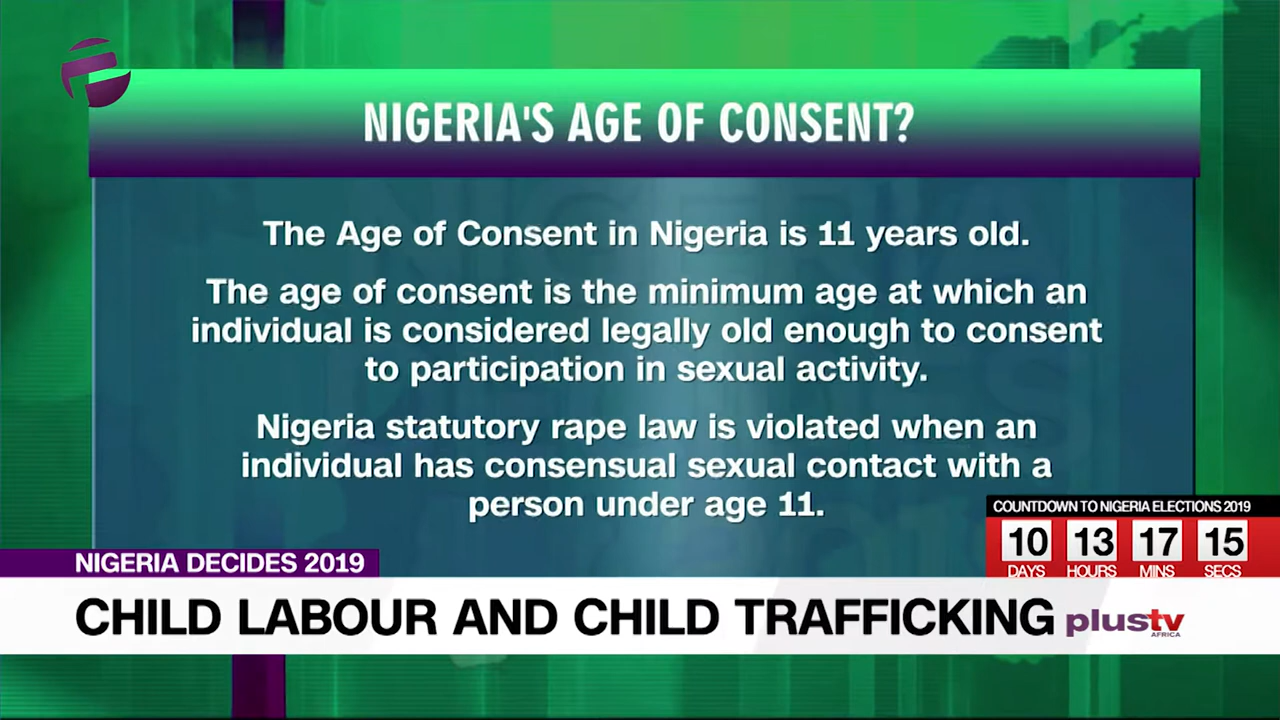 NIGERIA'S AGE OF CONSENT?
The Age of Consent in Nigeria is 11 years old.
The age of consent is the minimum age at which an
individual is considered legally old enough to consent
to participation in sexual activity.
Nigeria statutory rape law is violated when an
individual has consensual sexual contact with a
person under age 11.
COUNTDOWN TO NIGERIA ELECTIONS 2019
10 13 17 15
DAYS HOURS MINS SECS
NIGERIA DECIDES 2019
CHILD LABOUR AND CHILD TRAFFICKING
plustv
AFRICA